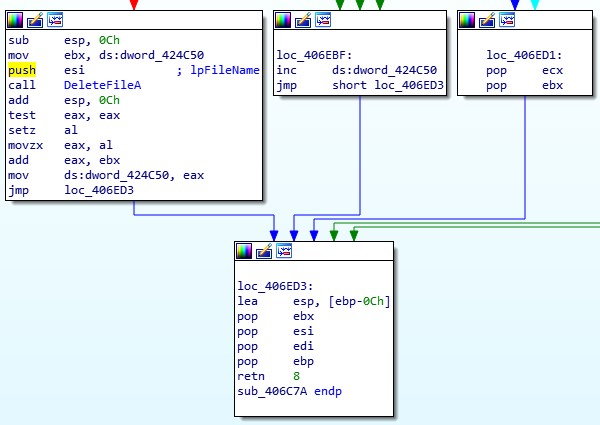 sub esp, 0Ch
mov ebx, ds:dword_424C50
push esi ; lpFileName
call DeleteFileA
add esp, 0Ch
test eax, eax
setz al
movzx eax, al
add eax, ebx
mov ds:dword_424C50, eax
jmp loc_406ED3
loc_406EBF:
inc ds:dword_424C50
jmp short loc_406ED3
loc_406ED1:
pop ecx
pop ebx
loc_406ED3:
lea esp, [ebp-0Ch]
pop ebx
pop esi
pop edi
pop ebp
retn 8
sub_406C7A endp